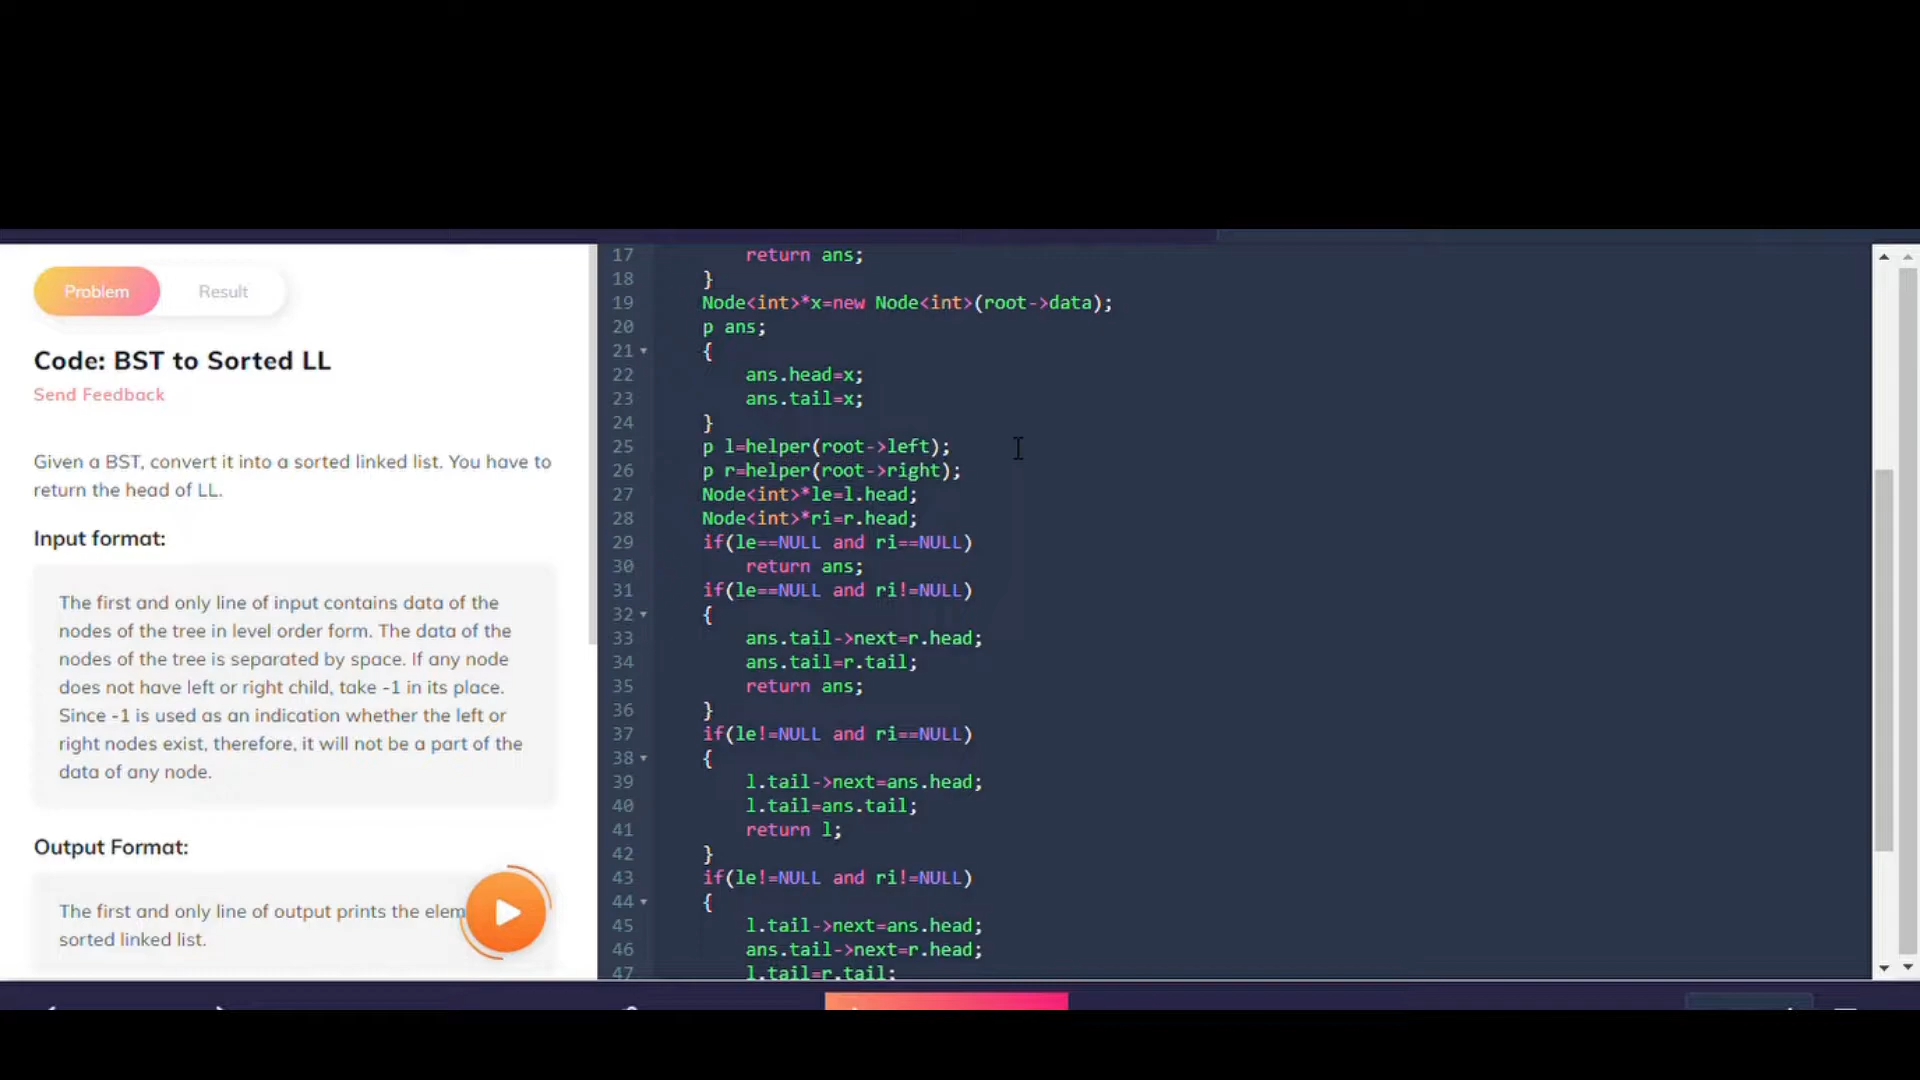 Problem
Result
Code: BST to Sorted LL
Send Feedback
Given a BST, convert it into a sorted linked list. You have to
return the head of LL.
Input format:
The first and only line of input contains data of the
nodes of the tree in level order form. The data of the
nodes of the tree is separated by space. If any node
does not have left or right child, take -1 in its place.
Since -1 is used as an indication whether the left or
right nodes exist, therefore, it will not be a part of the
data of any node.
Output Format:
The first and only line of output prints the elem
sorted linked list.
17 return ans;
18 }
19 Node<int>*x=new Node<int>(root->data);
20 p ans;
21 {
22 ans.head=x;
23 ans.tail=x;
24 }
25 p l=helper(root->left);
26 p r=helper(root->right);
27 Node<int>*le=l.head;
28 Node<int>*ri=r.head;
29 if(le==NULL and ri==NULL)
30 return ans;
31 if(le==NULL and ri!=NULL)
32 {
33 ans.tail->next=r.head;
34 ans.tail=r.tail;
35 return ans;
36 }
37 if(le!=NULL and ri==NULL)
38 {
39 l.tail->next=ans.head;
40 l.tail=ans.tail;
41 return l;
42 }
43 if(le!=NULL and ri!=NULL)
44 {
45 l.tail->next=ans.head;
46 ans.tail->next=r.head;
47 l.tail=r.tail;